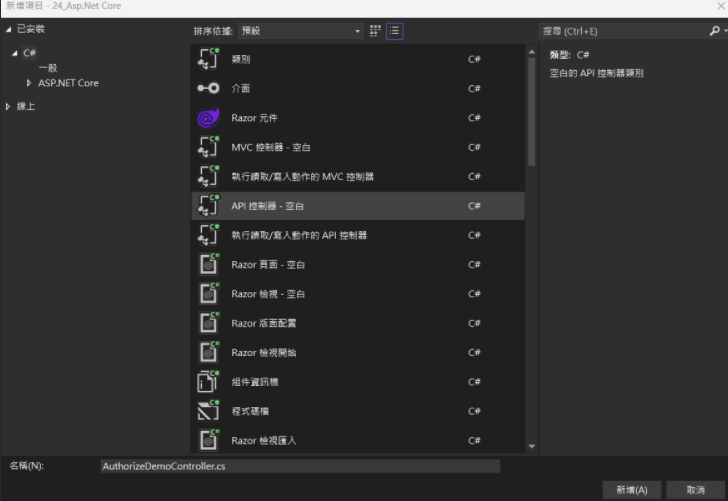 新增項目 - 24_Asp.Net Core
已安裝
C#
一般
ASP.NET Core
線上
排序依據: 預設
類別 C#
介面 C#
Razor 元件 C#
MVC 控制器 - 空白 C#
執行讀取/寫入動作的 MVC 控制器 C#
API 控制器 - 空白 C#
執行讀取/寫入動作的 API 控制器 C#
Razor 頁面 - 空白 C#
Razor 檢視 - 空白 C#
Razor 版面配置 C#
Razor 檢視開始 C#
組件資訊檔 C#
程式碼檔 C#
Razor 檢視匯入 C#
搜尋 (Ctrl+E)
類型: C#
空白的 API 控制器類別
名稱(N): AuthorizeDemoController.cs
新增(A) 取消